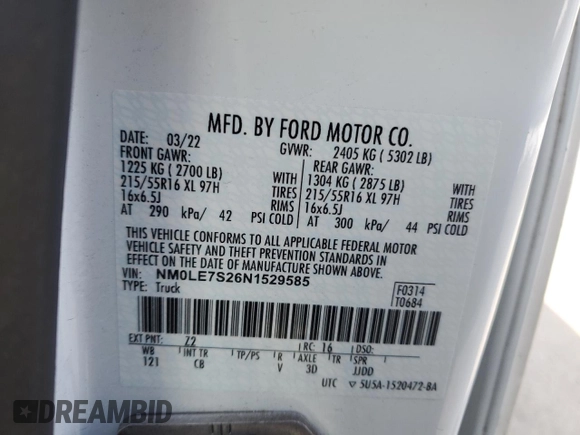 MFD. BY FORD MOTOR CO.
DATE: 03/22 GVWR: 2405 KG ( 5302 LB)
FRONT GAWR: REAR GAWR:
1225 KG ( 2700 LB) WITH 1304 KG ( 2875 LB) WITH
215/55R16 XL 97H TIRES 215/55R16 XL 97H TIRES
16x6.5J RIMS 16x6.5J RIMS
AT 290 kPa/ 42 PSI COLD AT 300 kPa/ 44 PSI COLD
THIS VEHICLE CONFORMS TO ALL APPLICABLE FEDERAL MOTOR
VEHICLE SAFETY AND THEFT PREVENTION STANDARDS IN
EFFECT ON THE DATE OF MANUFACTURE SHOWN ABOVE.
VIN: NM0LE7S26N1529585
TYPE: Truck
F0314
T0684
EXT PNT: Z2 RC: 16 DSO:
WB INT TR TP/PS R AXLE TR SPR
121 CB V 3D JJDD
UTC 5U5A-1520472-BA
DREAMBID